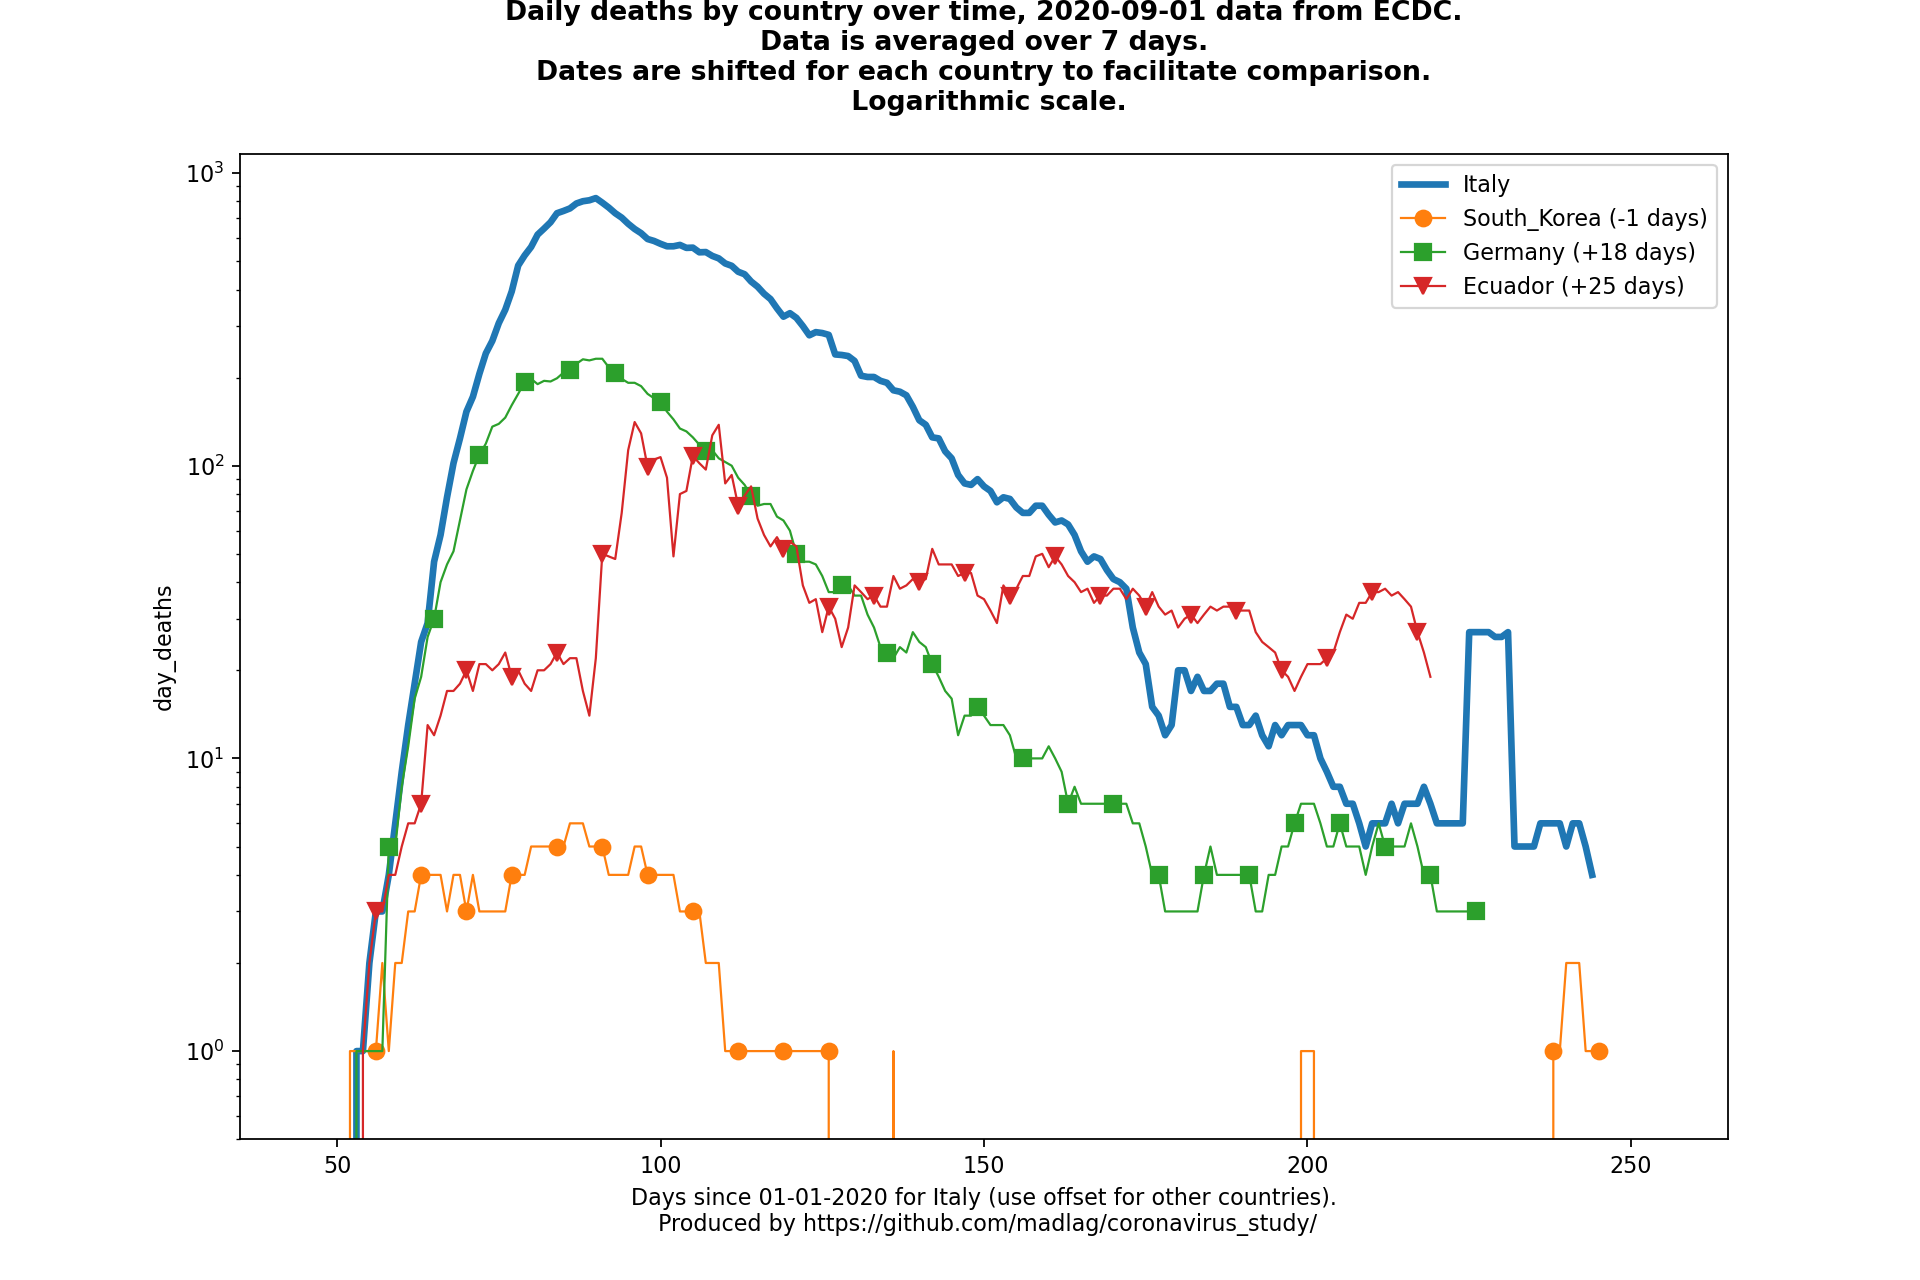 Daily deaths by country over time, 2020-09-01 data from ECDC.
Data is averaged over 7 days.
Dates are shifted for each country to facilitate comparison.
Logarithmic scale.
10³
10²
10¹
10⁰
day_deaths
Italy
South_Korea (-1 days)
Germany (+18 days)
Ecuador (+25 days)
50 100 150 200 250
Days since 01-01-2020 for Italy (use offset for other countries).
Produced by https://github.com/madlag/coronavirus_study/